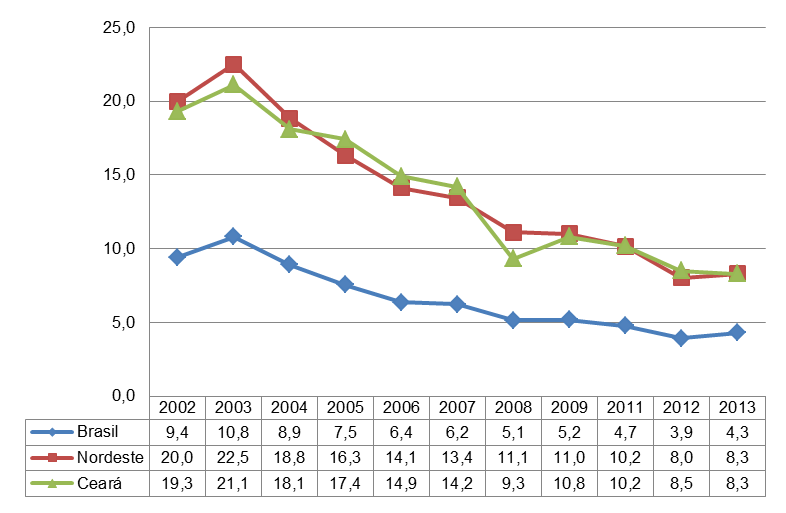 25,0
20,0
15,0
10,0
5,0
0,0
2002 2003 2004 2005 2006 2007 2008 2009 2011 2012 2013
Brasil 9,4 10,8 8,9 7,5 6,4 6,2 5,1 5,2 4,7 3,9 4,3
Nordeste 20,0 22,5 18,8 16,3 14,1 13,4 11,1 11,0 10,2 8,0 8,3
Ceará 19,3 21,1 18,1 17,4 14,9 14,2 9,3 10,8 10,2 8,5 8,3